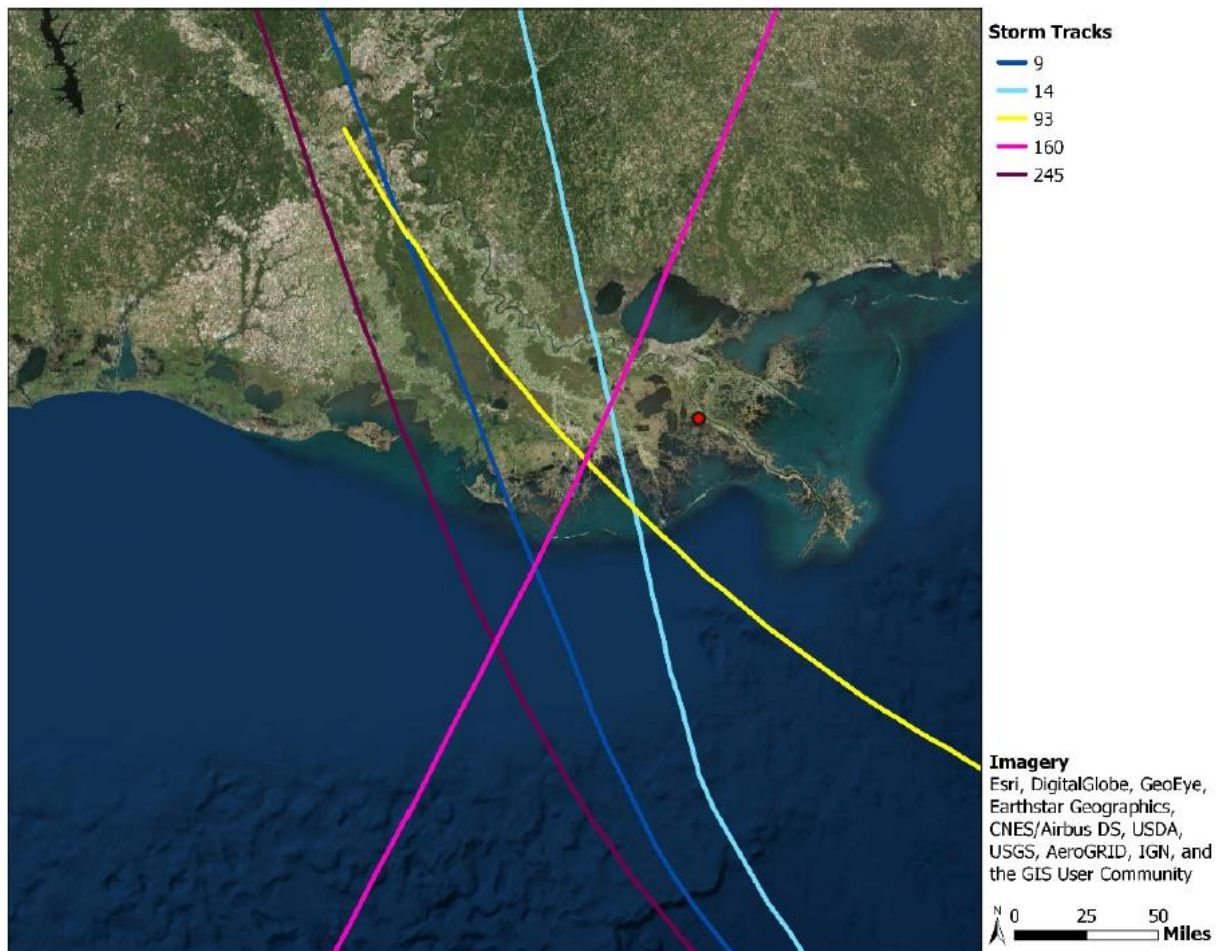 Storm Tracks
9
14
93
160
245
Imagery
Esri, DigitalGlobe, GeoEye,
Earthstar Geographics,
CNES/Airbus DS, USDA,
USGS, AeroGRID, IGN, and
the GIS User Community
N
0 25 50
Miles